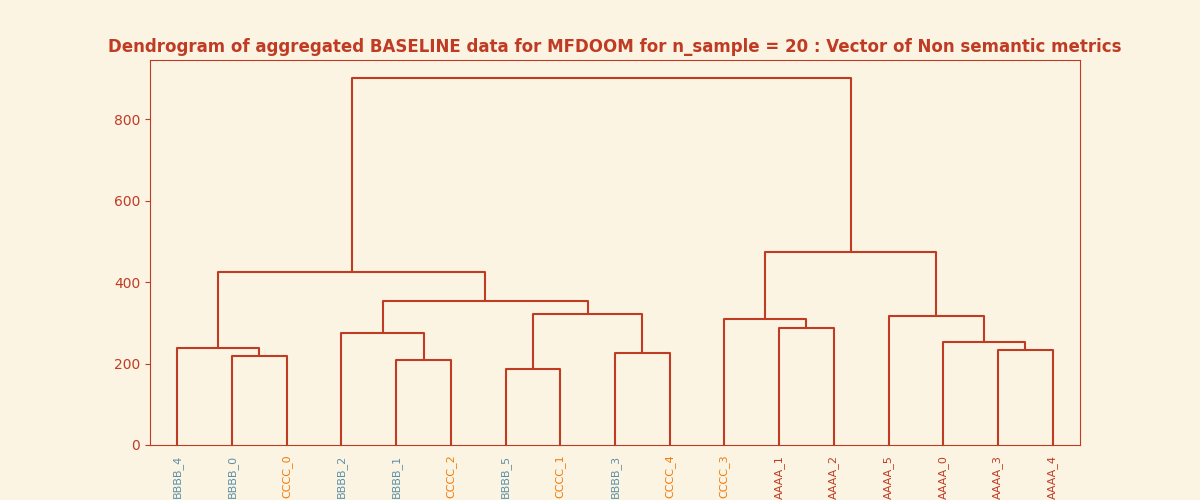 Dendrogram of aggregated BASELINE data for MFDOOM for n_sample = 20 : Vector of Non semantic metrics
800
600
400
200
0
BBBB_4
BBBB_0
CCCC_0
BBBB_2
BBBB_1
CCCC_2
BBBB_5
CCCC_1
BBBB_3
CCCC_4
CCCC_3
AAAA_1
AAAA_2
AAAA_5
AAAA_0
AAAA_3
AAAA_4